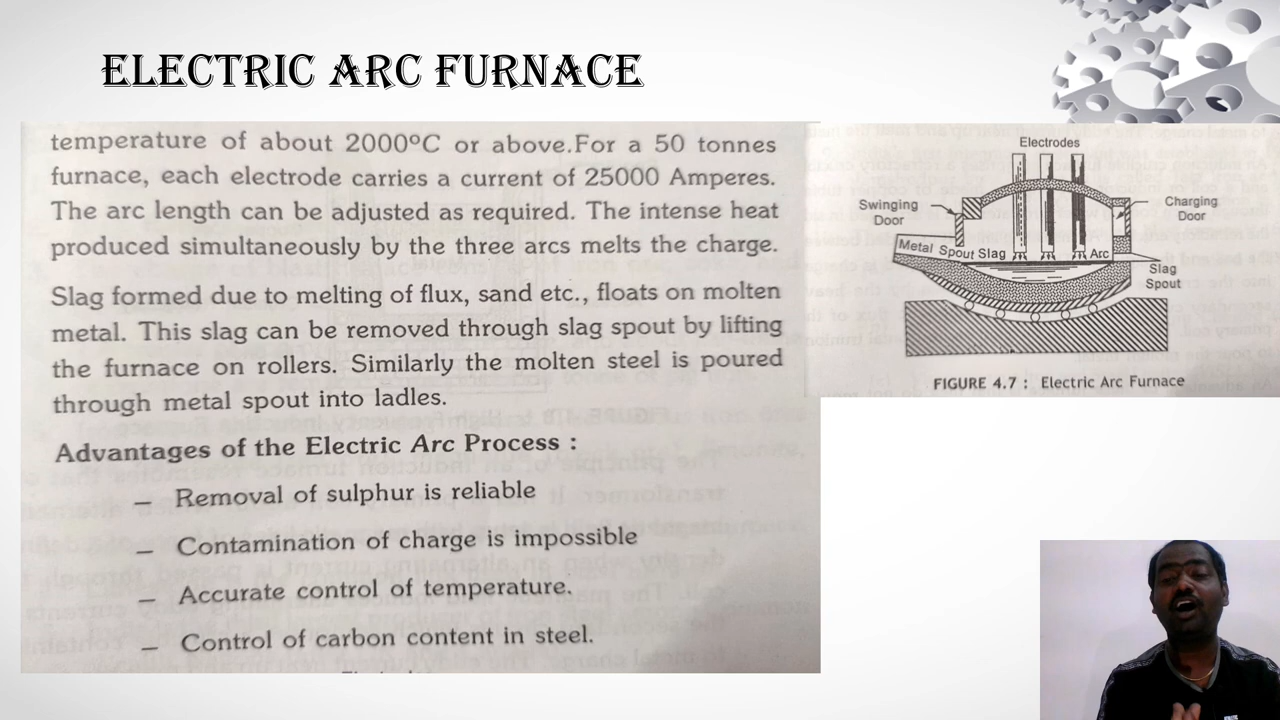 ELECTRIC ARC FURNACE
temperature of about 2000ºC or above.For a 50 tonnes
furnace, each electrode carries a current of 25000 Amperes.
The arc length can be adjusted as required. The intense heat
produced simultaneously by the three arcs melts the charge.
Slag formed due to melting of flux, sand etc., floats on molten
metal. This slag can be removed through slag spout by lifting
the furnace on rollers. Similarly the molten steel is poured
through metal spout into ladles.
Advantages of the Electric Arc Process :
– Removal of sulphur is reliable
– Contamination of charge is impossible
– Accurate control of temperature.
– Control of carbon content in steel.
Electrodes
Swinging
Door
Charging
Door
Metal Spout Slag
Arc
Slag
Spout
FIGURE 4.7 : Electric Arc Furnace